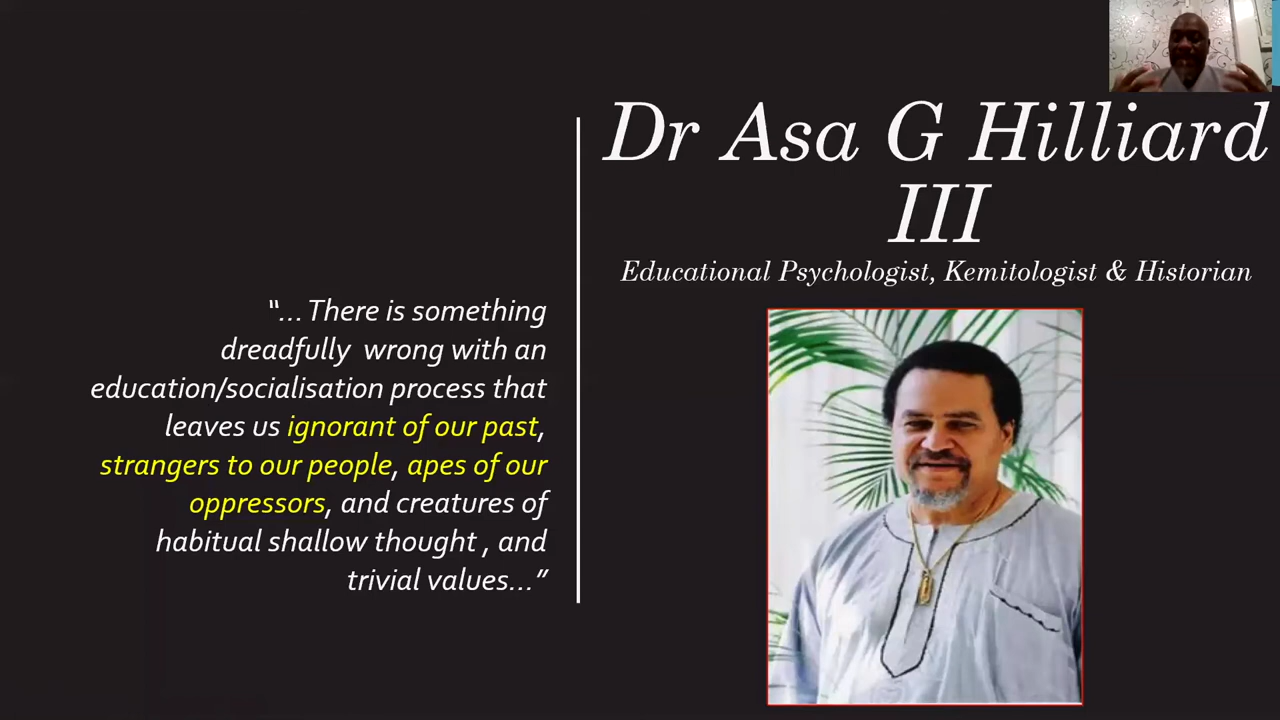 Dr Asa G Hilliard
III
Educational Psychologist, Kemitologist & Historian
“... There is something
dreadfully  wrong with an
education/socialisation process that
leaves us ignorant of our past,
strangers to our people, apes of our
oppressors, and creatures of
habitual shallow thought , and
trivial values...”